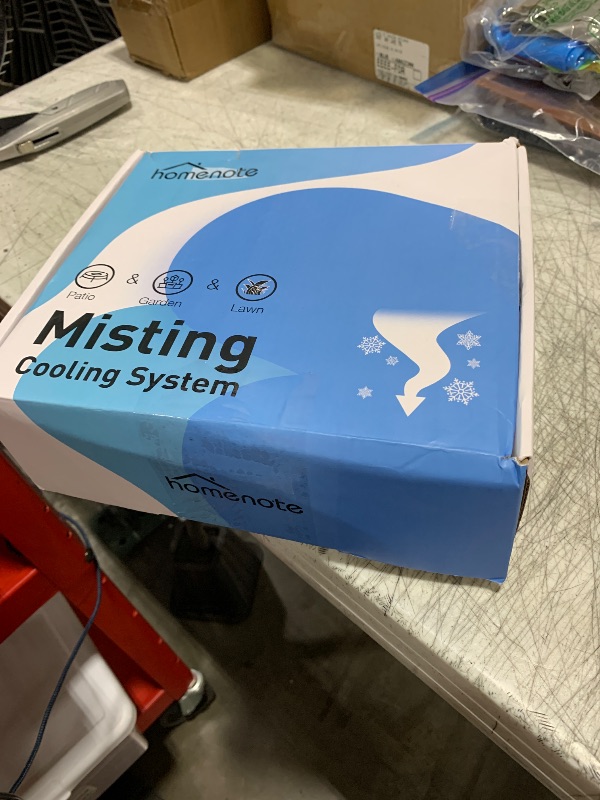 homenote
Patio & Garden & Lawn
Misting
Cooling System
homenote